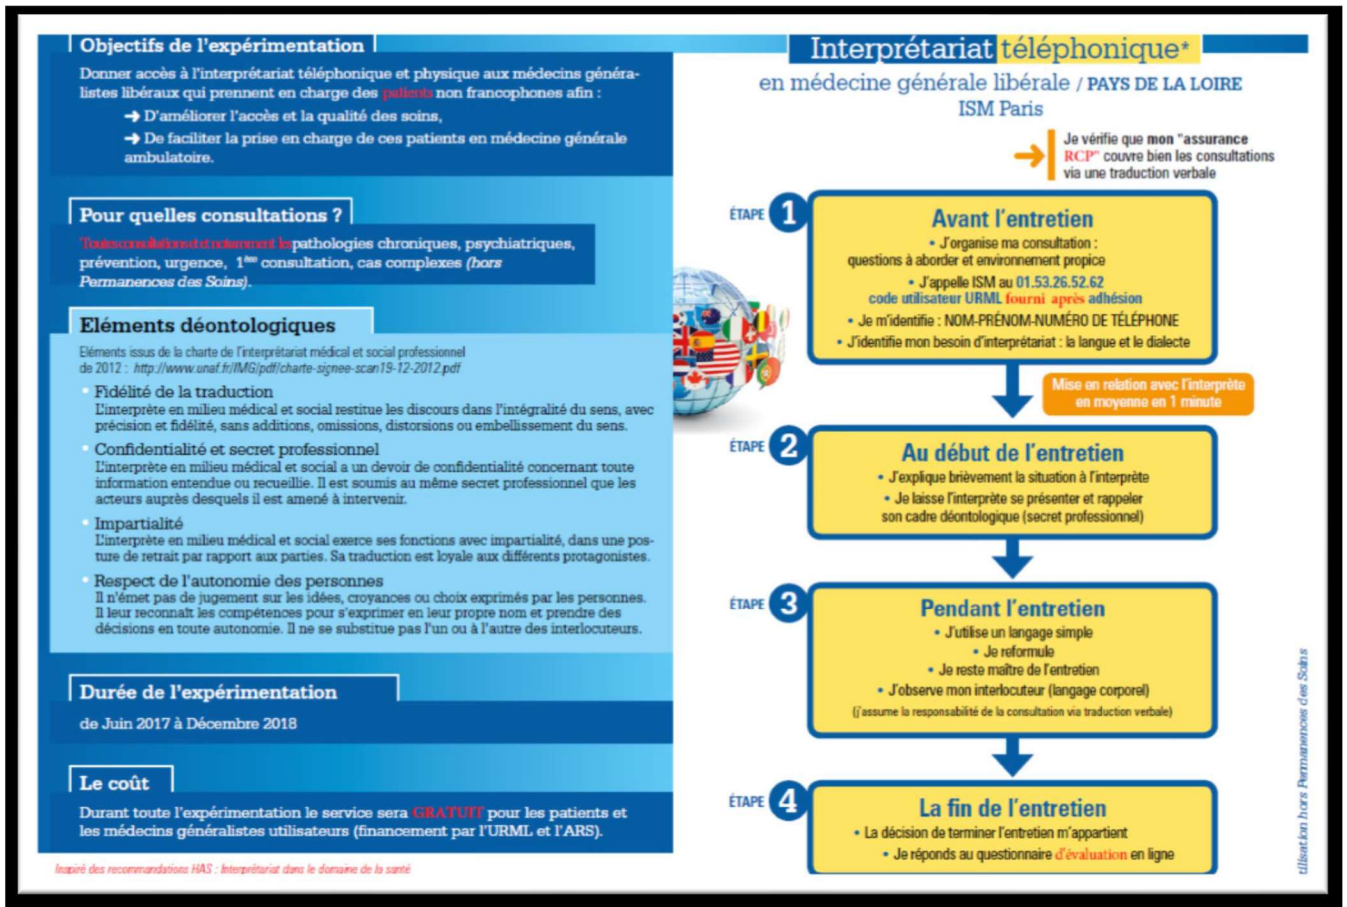 Objectifs de l'expérimentation
Donner accès à l'interprétariat téléphonique et physique aux médecins généra-
listes libéraux qui prennent en charge des patients non francophones afin :
➔ D'améliorer l'accès et la qualité des soins,
➔ De faciliter la prise en charge de ces patients en médecine générale
ambulatoire.
Pour quelles consultations ?
Toutes consultations et notamment les pathologies chroniques, psychiatriques,
prévention, urgence, 1ère consultation, cas complexes (hors
Permanences des Soins).
Eléments déontologiques
Eléments issus de la charte de l'interprétariat médical et social professionnel
de 2012 : http://www.unaf.fr/IMG/pdf/charte-signee-scan19-12-2012.pdf
• Fidélité de la traduction
L'interprète en milieu médical et social restitue les discours dans l'intégralité du sens, avec
précision et fidélité, sans additions, omissions, distorsions ou embellissement du sens.
• Confidentialité et secret professionnel
L'interprète en milieu médical et social a un devoir de confidentialité concernant toute
information entendue ou recueillie. Il est soumis au même secret professionnel que les
acteurs auprès desquels il est amené à intervenir.
• Impartialité
L'interprète en milieu médical et social exerce ses fonctions avec impartialité, dans une pos-
ture de retrait par rapport aux parties. Sa traduction est loyale aux différents protagonistes.
• Respect de l'autonomie des personnes
Il n'émet pas de jugement sur les idées, croyances ou choix exprimés par les personnes.
Il leur reconnaît les compétences pour s'exprimer en leur propre nom et prendre des
décisions en toute autonomie. Il ne se substitue pas l'un ou à l'autre des interlocuteurs.
Durée de l'expérimentation
de Juin 2017 à Décembre 2018
Le coût
Durant toute l'expérimentation le service sera GRATUIT pour les patients et
les médecins généralistes utilisateurs (financement par l'URML et l'ARS).
Inspiré des recommandations HAS : Interprétariat dans le domaine de la santé
Interprétariat téléphonique*
en médecine générale libérale / PAYS DE LA LOIRE
ISM Paris
Je vérifie que mon "assurance
RCP" couvre bien les consultations
via une traduction verbale
ÉTAPE 1
Avant l'entretien
• J'organise ma consultation :
questions à aborder et environnement propice
• J'appelle ISM au 01.53.26.52.62
code utilisateur URML fourni après adhésion
• Je m'identifie : NOM-PRÉNOM-NUMÉRO DE TÉLÉPHONE
• J'identifie mon besoin d'interprétariat : la langue et le dialecte
Mise en relation avec l'interprète
en moyenne en 1 minute
ÉTAPE 2
Au début de l'entretien
• J'explique brièvement la situation à l'interprète
• Je laisse l'interprète se présenter et rappeler
son cadre déontologique (secret professionnel)
ÉTAPE 3
Pendant l'entretien
• J'utilise un langage simple
• Je reformule
• Je reste maître de l'entretien
• J'observe mon interlocuteur (langage corporel)
(j'assume la responsabilité de la consultation via traduction verbale)
ÉTAPE 4
La fin de l'entretien
• La décision de terminer l'entretien m'appartient
• Je réponds au questionnaire d'évaluation en ligne
tilisation hors Permanences des Soins